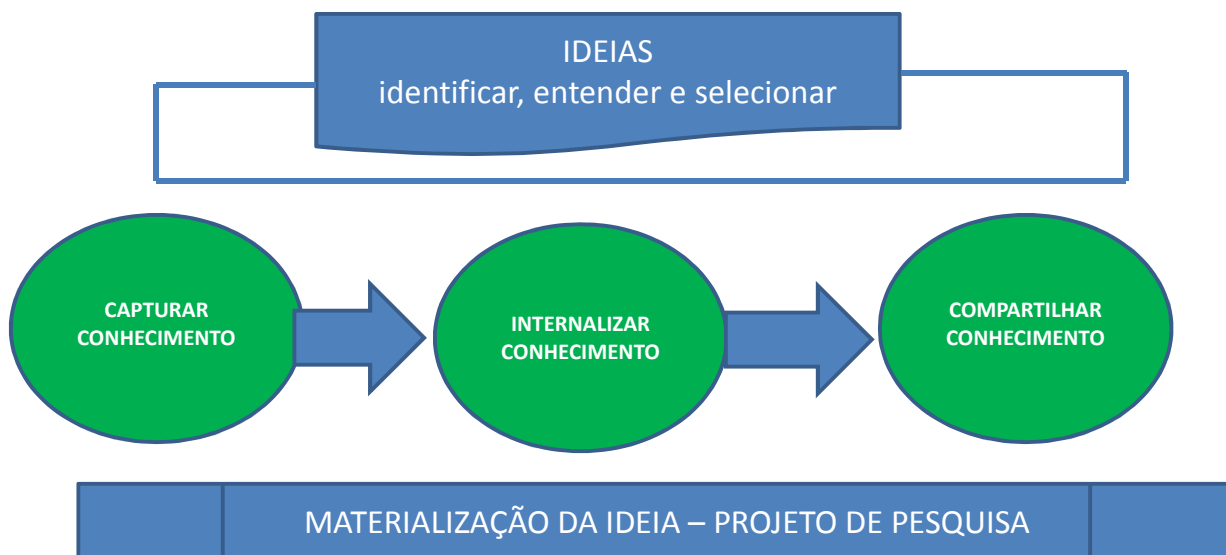 IDEIAS
identificar, entender e selecionar
CAPTURAR
CONHECIMENTO
INTERNALIZAR
CONHECIMENTO
COMPARTILHAR
CONHECIMENTO
MATERIALIZAÇÃO DA IDEIA – PROJETO DE PESQUISA